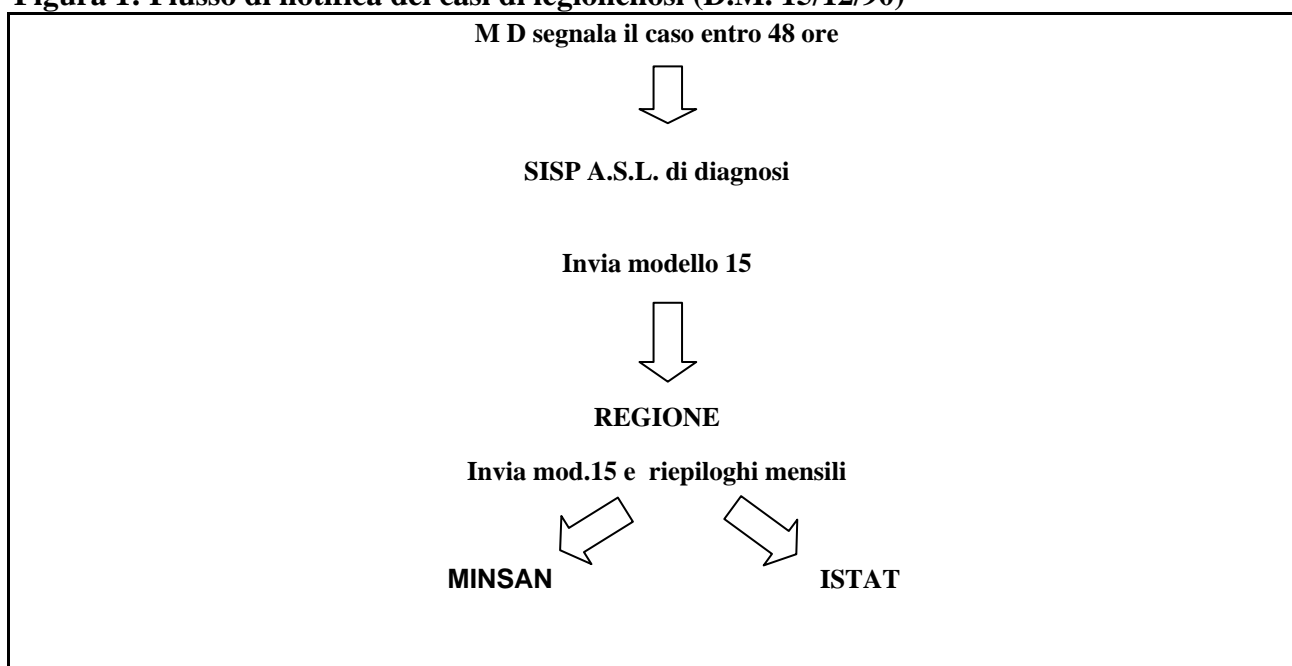 Figura 1: Flusso di notifica dei casi di legionellosi (D.M. 15/12/90)
M D segnala il caso entro 48 ore
SISP A.S.L. di diagnosi
Invia modello 15
REGIONE
Invia mod.15 e riepiloghi mensili
MINSAN ISTAT